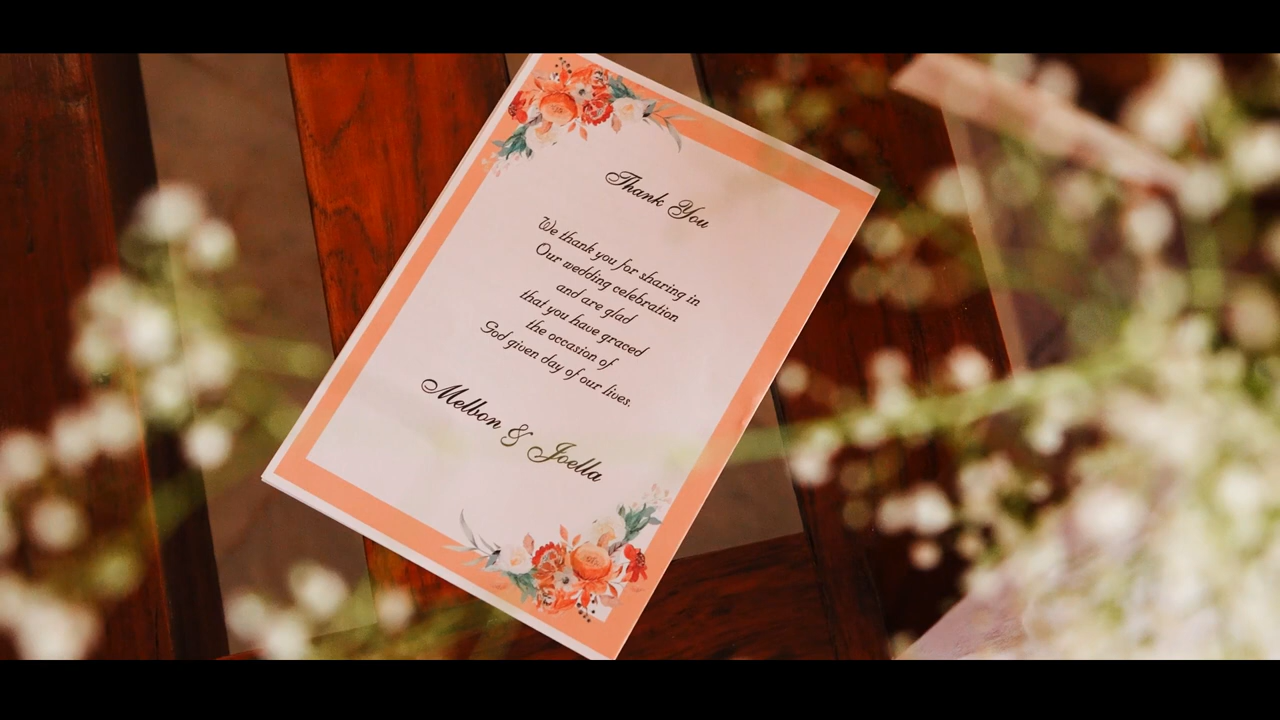 Thank You
We thank you for sharing in
Our wedding celebration
and are glad
that you have graced
the occasion of
God given day of our lives.
Melbon & Joella